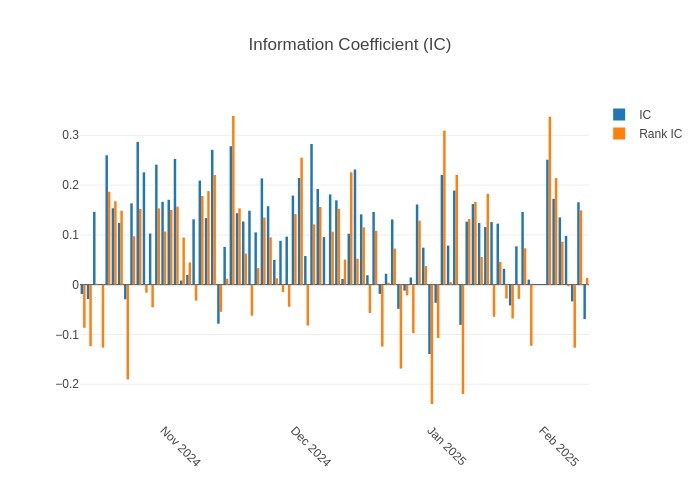 Information Coefficient (IC)
IC
Rank IC
0.3
0.2
0.1
0
−0.1
−0.2
Nov 2024
Dec 2024
Jan 2025
Feb 2025